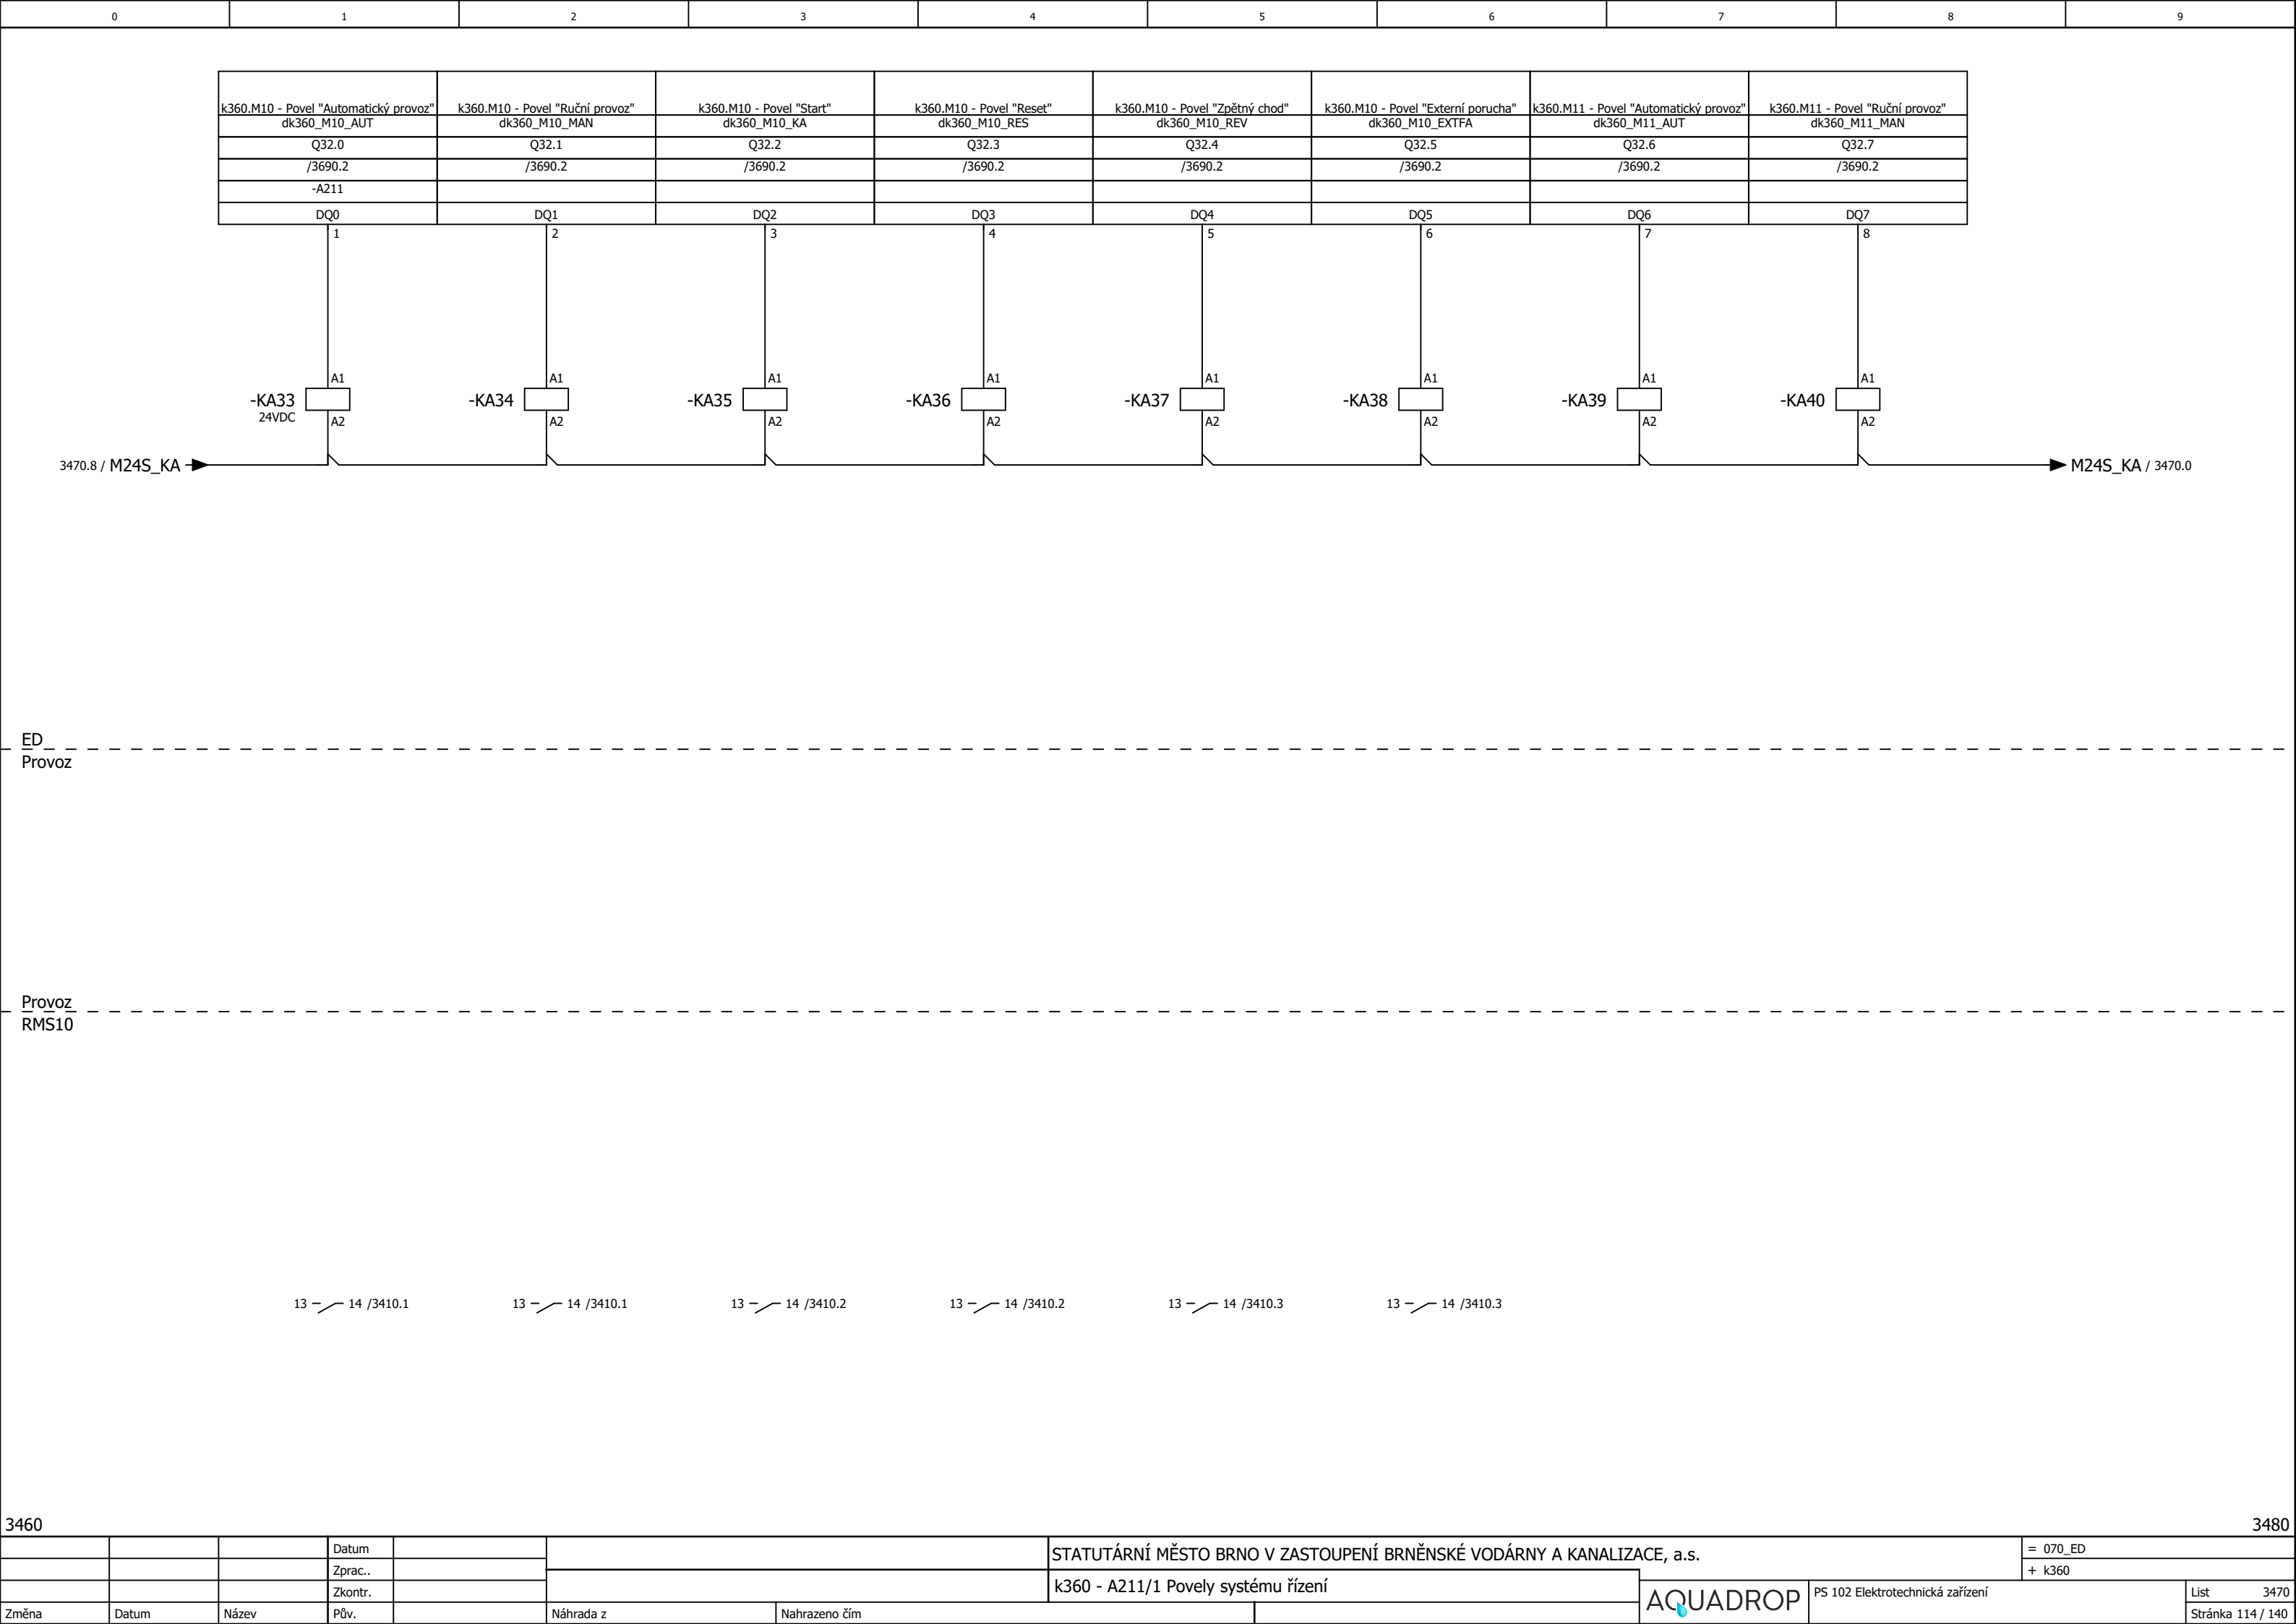 0 1 2 3 4 5 6 7 8 9
k360.M10 - Povel "Automatický provoz" k360.M10 - Povel "Ruční provoz" k360.M10 - Povel "Start" k360.M10 - Povel "Reset" k360.M10 - Povel "Zpětný chod" k360.M10 - Povel "Externí porucha" k360.M11 - Povel "Automatický provoz" k360.M11 - Povel "Ruční provoz"
dk360_M10_AUT dk360_M10_MAN dk360_M10_KA dk360_M10_RES dk360_M10_REV dk360_M10_EXTFA dk360_M11_AUT dk360_M11_MAN
Q32.0 Q32.1 Q32.2 Q32.3 Q32.4 Q32.5 Q32.6 Q32.7
/3690.2 /3690.2 /3690.2 /3690.2 /3690.2 /3690.2 /3690.2 /3690.2
-A211
DQ0 DQ1 DQ2 DQ3 DQ4 DQ5 DQ6 DQ7
1 2 3 4 5 6 7 8
A1 A1 A1 A1 A1 A1 A1 A1
-KA33 -KA34 -KA35 -KA36 -KA37 -KA38 -KA39 -KA40
24VDC A2 A2 A2 A2 A2 A2 A2 A2
3470.8 / M24S_KA M24S_KA / 3470.0
ED
Provoz
Provoz
RMS10
13 14 /3410.1 13 14 /3410.1 13 14 /3410.2 13 14 /3410.2 13 14 /3410.3 13 14 /3410.3
3460 3480
Datum STATUTÁRNÍ MĚSTO BRNO V ZASTOUPENÍ BRNĚNSKÉ VODÁRNY A KANALIZACE, a.s. = 070_ED
Zprac.. + k360
Zkontr. k360 - A211/1 Povely systému řízení AQUADROP PS 102 Elektrotechnická zařízení List 3470
Změna Datum Název Pův. Náhrada z Nahrazeno čím Stránka 114 / 140